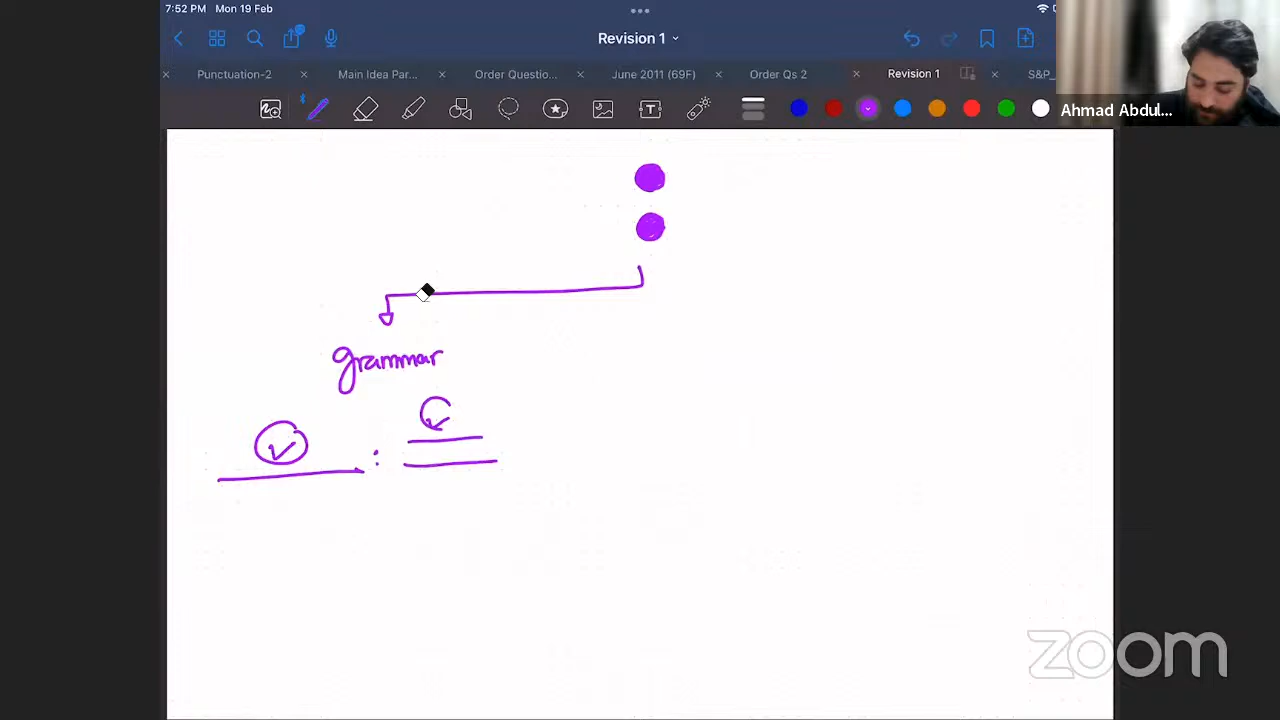 7:52 PM Mon 19 Feb
Revision 1
Punctuation-2
Main Idea Par...
Order Questio...
June 2011 (69F)
Order Qs 2
Revision 1
S&P_
Ahmad Abdul...
grammar
:
zoom